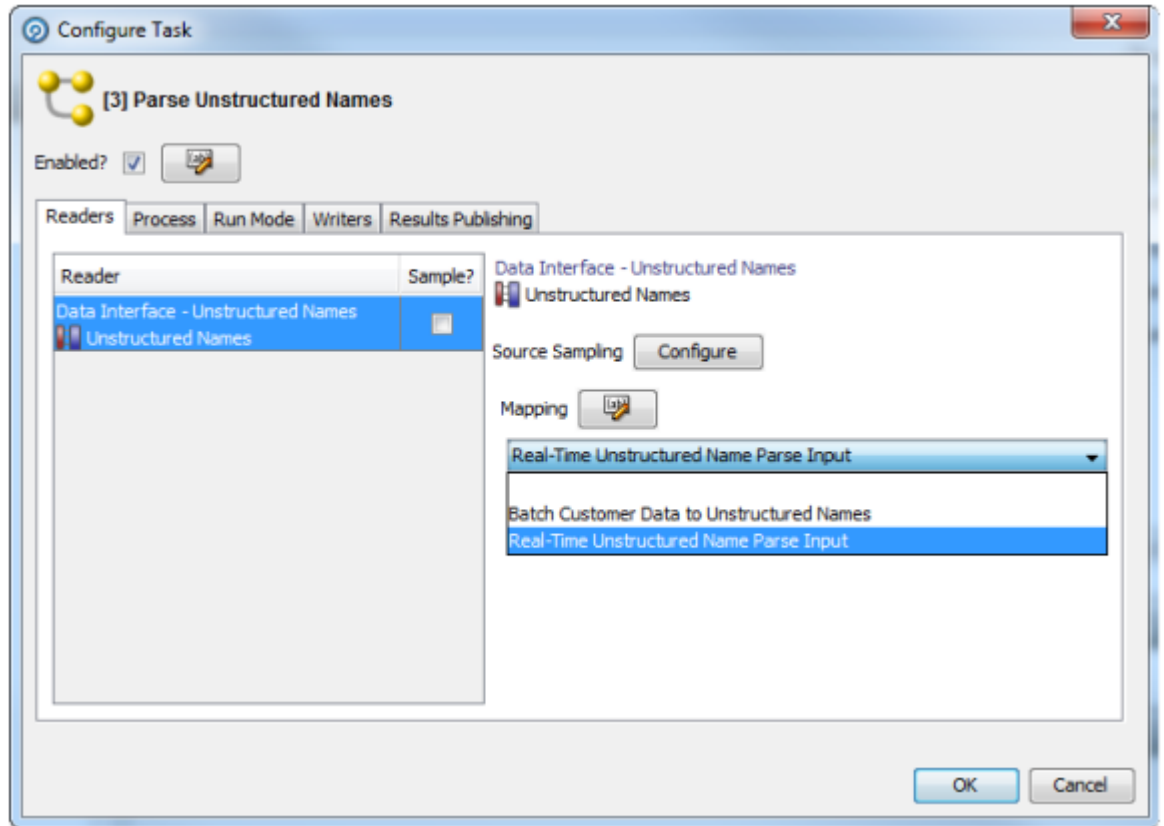 Configure Task
[3] Parse Unstructured Names
Enabled?
Readers Process Run Mode Writers Results Publishing
Reader Sample?
Data Interface - Unstructured Names
Unstructured Names
Data Interface - Unstructured Names
Unstructured Names
Source Sampling Configure
Mapping
Real-Time Unstructured Name Parse Input
Batch Customer Data to Unstructured Names
Real-Time Unstructured Name Parse Input
OK Cancel